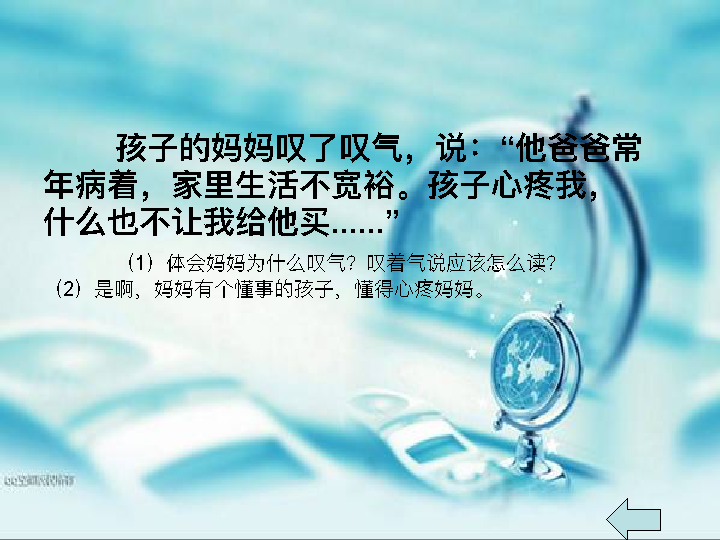 孩子的妈妈叹了叹气，说：“他爸爸常
年病着，家里生活不宽裕。孩子心疼我，
什么也不让我给他买......”
（1）体会妈妈为什么叹气？叹着气说应该怎么读？
（2）是啊，妈妈有个懂事的孩子，懂得心疼妈妈。